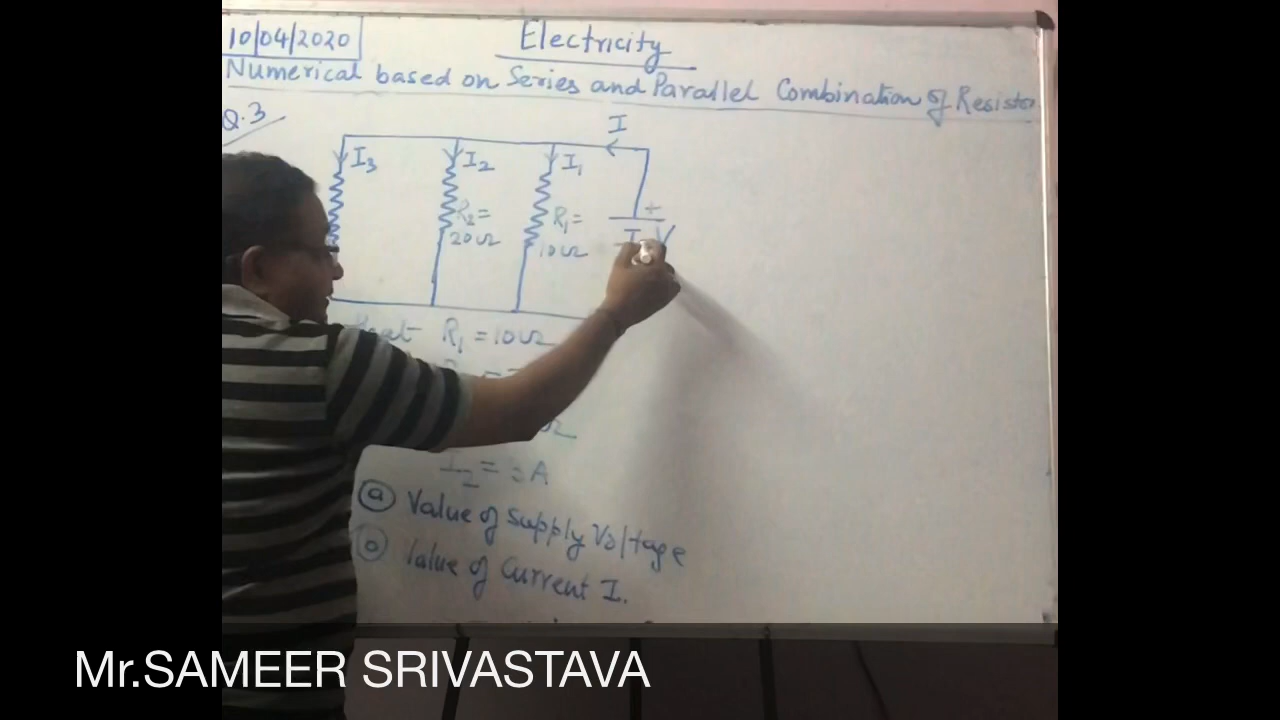 10/04/2020
Electricity
Numerical based on Series and Parallel Combination of Resistor
Q.3
I
I3 I2 I1
+
R2= R1=
20Ω 10Ω
V
R1 = 10Ω
I2 = 3A
(a) Value of Supply Voltage
Value of Current I.
Mr.SAMEER SRIVASTAVA